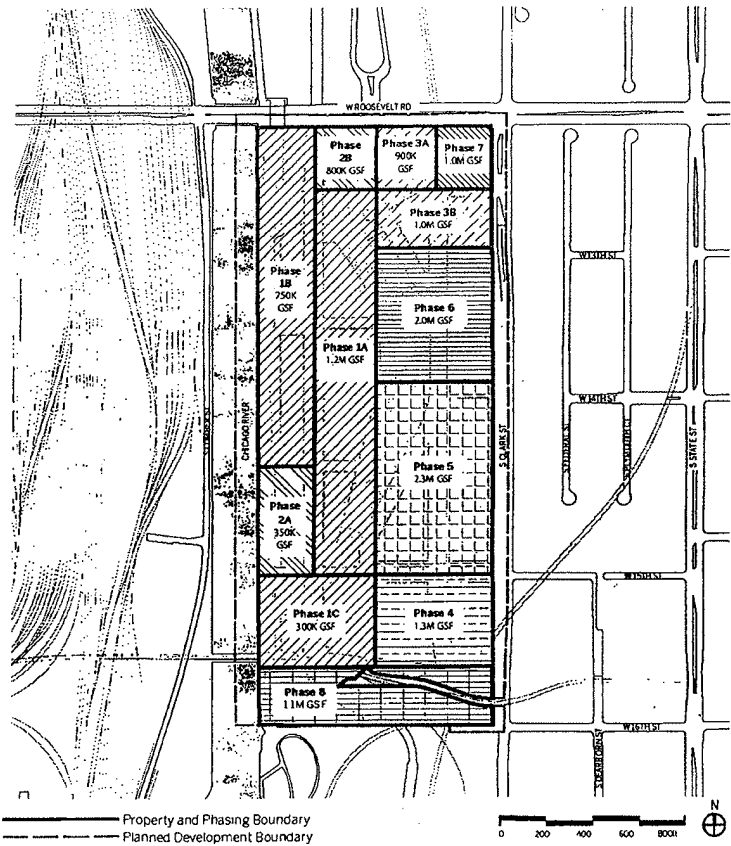 W ROOSEVELT RD
Phase
2B
800K GSF
Phase 3A
900K
GSF
Phase 7
1.0M GSF
Phase 3B
1.0M GSF
W 13TH ST
Phase
1B
750K
GSF
Phase 6
2.0M GSF
Phase 1A
1.2M GSF
W 14TH ST
CHICAGO RIVER
S CLARK ST
S STATE ST
Phase 5
2.3M GSF
Phase
2A
350K
GSF
W 15TH ST
Phase 1C
300K GSF
Phase 4
1.3M GSF
Phase 8
1.1M GSF
W 16TH ST
S DEARBORN ST
Property and Phasing Boundary
Planned Development Boundary
0 200 400 600 800ft
N